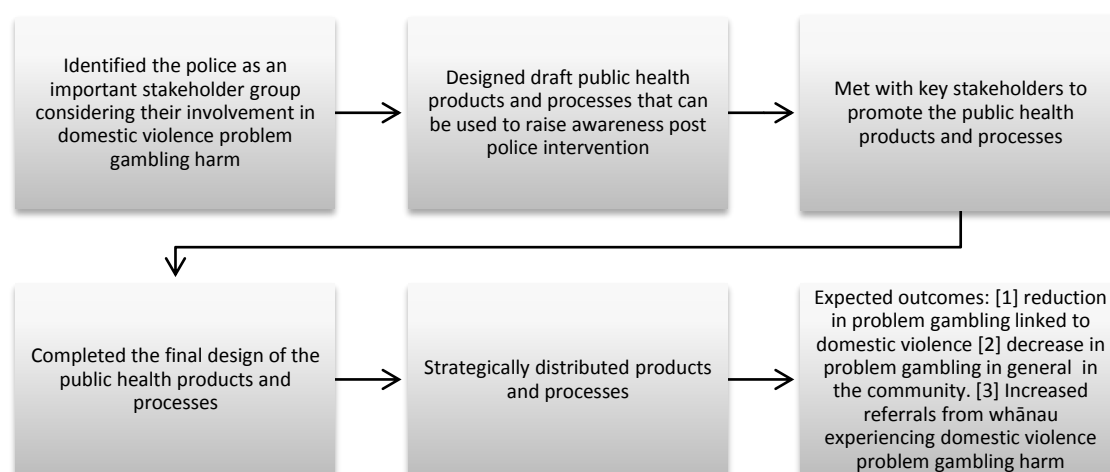 Identified the police as an
important stakeholder group
considering their involvement in
domestic violence problem
gambling harm
Designed draft public health
products and processes that can
be used to raise awareness post
police intervention
Met with key stakeholders to
promote the public health
products and processes
Completed the final design of the
public health products and
processes
Strategically distributed products
and processes
Expected outcomes: [1] reduction
in problem gambling linked to
domestic violence [2] decrease in
problem gambling in general in
the community. [3] Increased
referrals from whānau
experiencing domestic violence
problem gambling harm